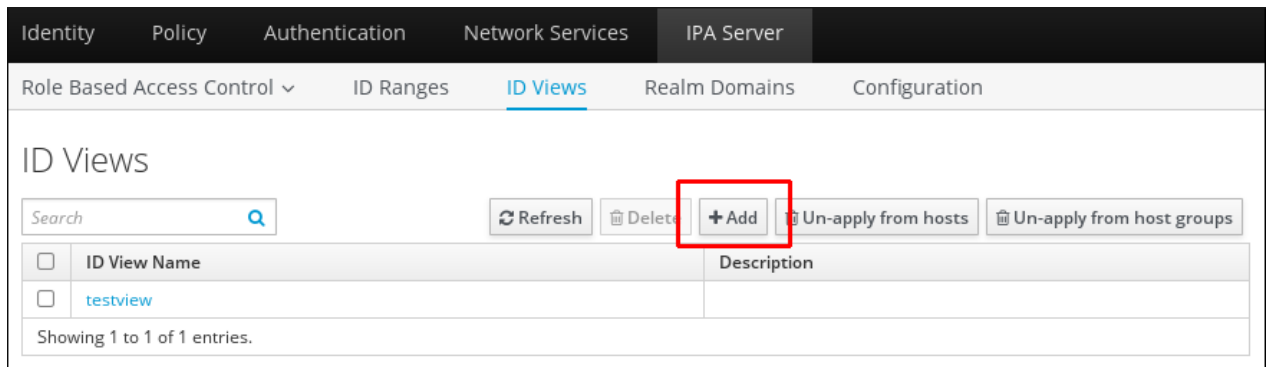 Identity Policy Authentication Network Services IPA Server
Role Based Access Control ID Ranges ID Views Realm Domains Configuration
ID Views
Search Refresh Delete Add Un-apply from hosts Un-apply from host groups
ID View Name Description
testview
Showing 1 to 1 of 1 entries.